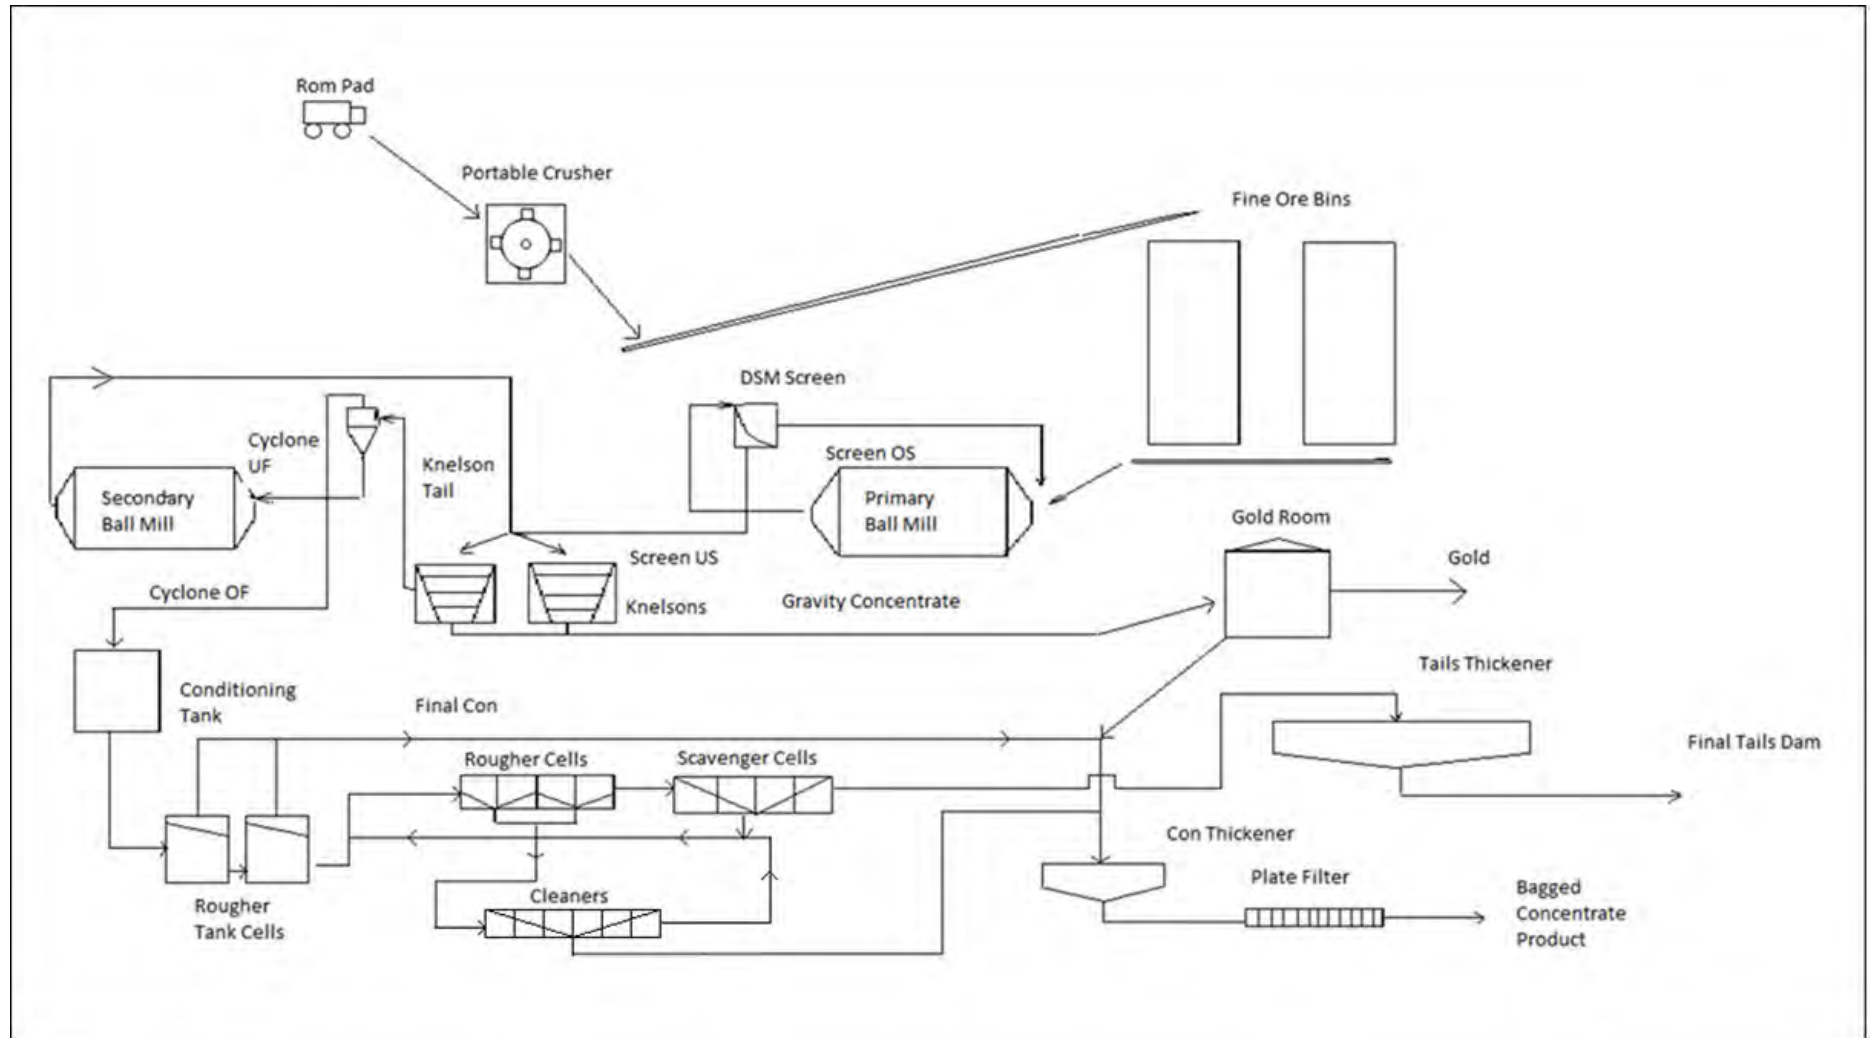 Rom Pad
Portable Crusher
Fine Ore Bins
DSM Screen
Cyclone
UF
Knelson
Tail
Screen OS
Secondary
Ball Mill
Primary
Ball Mill
Gold Room
Screen US
Gold
Cyclone OF
Knelsons
Gravity Concentrate
Tails Thickener
Conditioning
Tank
Final Con
Final Tails Dam
Rougher Cells
Scavenger Cells
Con Thickener
Plate Filter
Cleaners
Rougher
Tank Cells
Bagged
Concentrate
Product